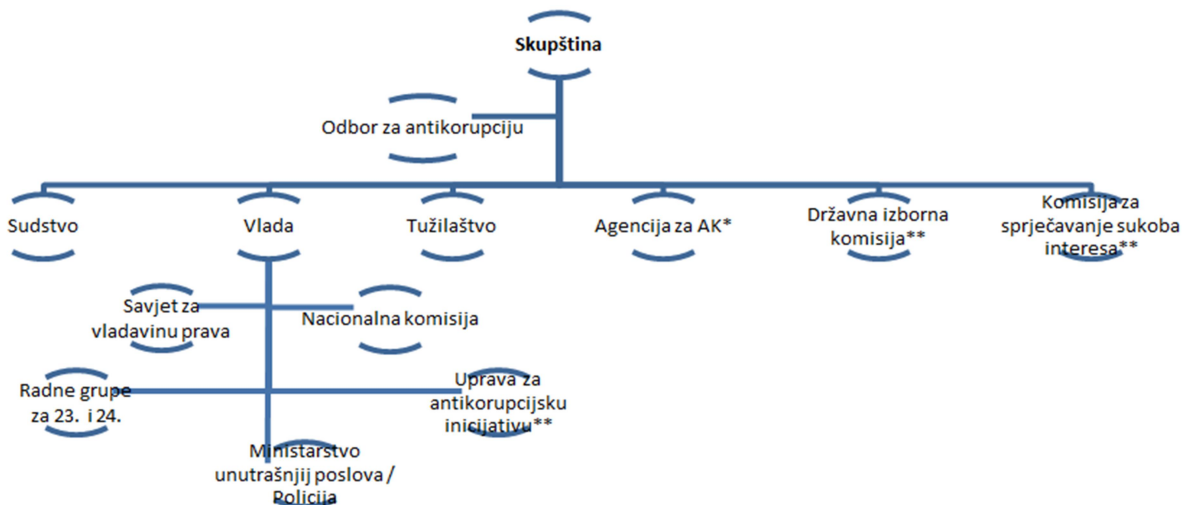 Skupština
Odbor za antikorupciju
Sudstvo
Vlada
Tužilaštvo
Agencija za AK*
Državna izborna
komisija**
Komisija za
sprječavanje sukoba
interesa**
Savjet za
vladavinu prava
Nacionalna komisija
Radne grupe
za 23. i 24.
Uprava za
antikorupcijsku
inicijativu**
Ministarstvo
unutrašnjij poslova /
Policija